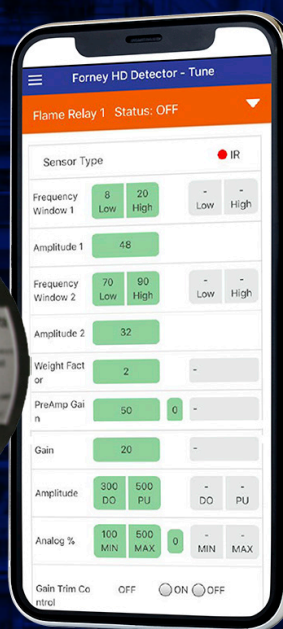 Forney HD Detector - Tune
Flame Relay 1 Status: OFF
Sensor Type IR
Frequency Window 1 8 Low 20 High - Low - High
Amplitude 1 48
Frequency Window 2 70 Low 90 High - Low - High
Amplitude 2 32
Weight Fact
or 2 -
PreAmp Gai
n 50 0 -
Gain 20 -
Amplitude 300 DO 500 PU - DO - PU
Analog % 100 MIN 500 MAX 0 - MIN - MAX
Gain Trim Co
ntrol OFF ON OFF